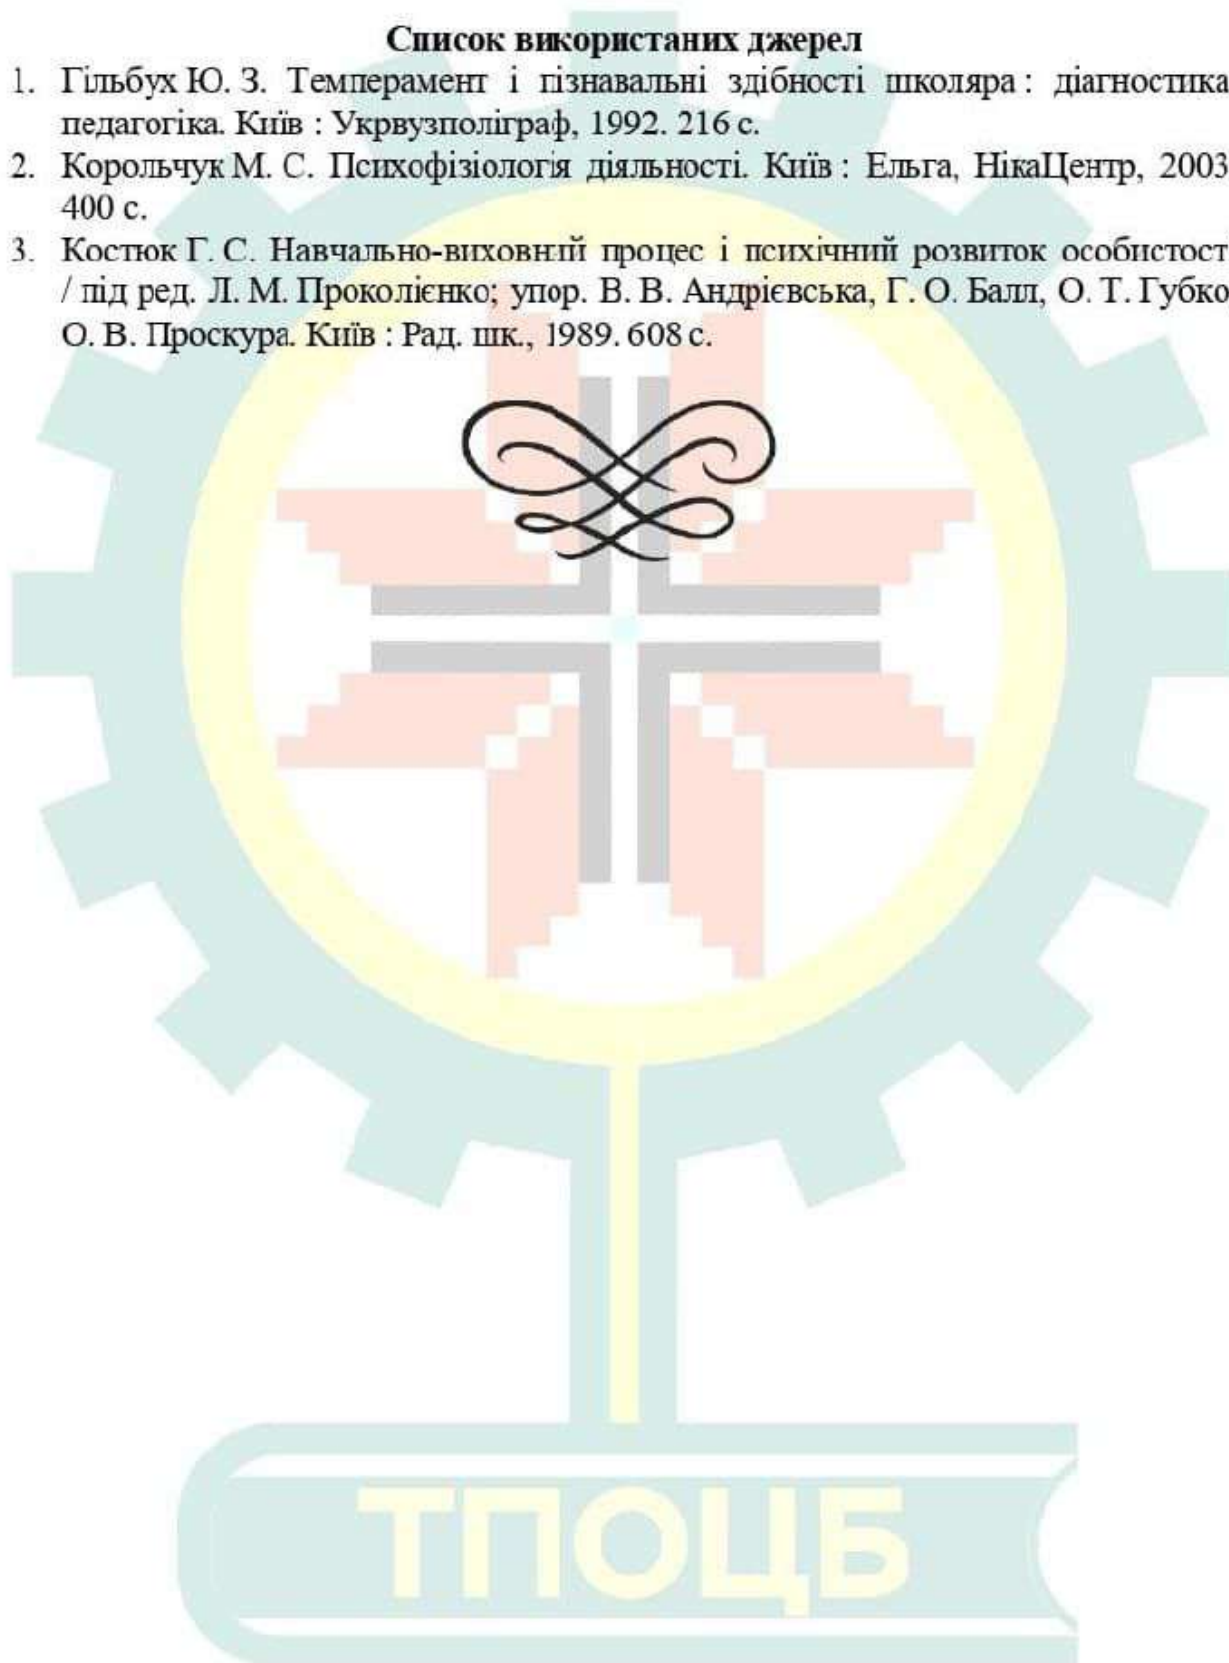 Список використаних джерел
1. Гільбух Ю. З. Темперамент і пізнавальні здібності школяра : діагностика
педагогіка. Київ : Укрвузполіграф, 1992. 216 с.
2. Корольчук М. С. Психофізіологія діяльності. Київ : Ельга, НікаЦентр, 2003
400 с.
3. Костюк Г. С. Навчально-виховний процес і психічний розвиток особистост
/ під ред. Л. М. Проколієнко; упор. В. В. Андрієвська, Г. О. Балл, О. Т. Губко
О. В. Проскура. Київ : Рад. шк., 1989. 608 с.
ТПОЦБ